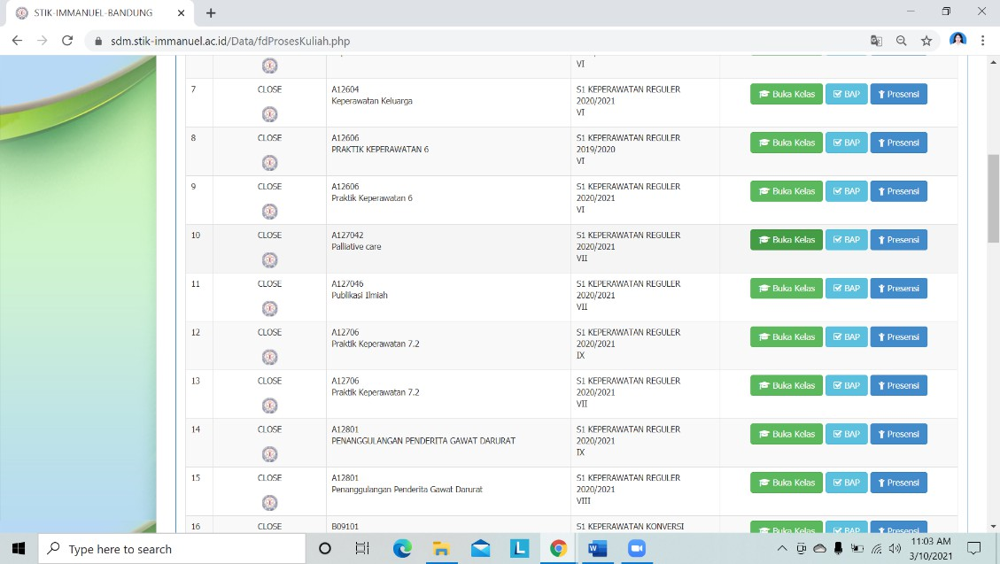 STIK-IMMANUEL-BANDUNG
sdm.stik-immanuel.ac.id/Data/fdProsesKuliah.php
VI
7 CLOSE A12604 S1 KEPERAWATAN REGULER Buka Kelas BAP Presensi
Keperawatan Keluarga 2020/2021
VI
8 CLOSE A12606 S1 KEPERAWATAN REGULER Buka Kelas BAP Presensi
PRAKTIK KEPERAWATAN 6 2019/2020
VI
9 CLOSE A12606 S1 KEPERAWATAN REGULER Buka Kelas BAP Presensi
Praktik Keperawatan 6 2020/2021
VI
10 CLOSE A127042 S1 KEPERAWATAN REGULER Buka Kelas BAP Presensi
Palliative care 2020/2021
VII
11 CLOSE A127046 S1 KEPERAWATAN REGULER Buka Kelas BAP Presensi
Publikasi Ilmiah 2020/2021
VII
12 CLOSE A12706 S1 KEPERAWATAN REGULER Buka Kelas BAP Presensi
Praktik Keperawatan 7.2 2020/2021
IX
13 CLOSE A12706 S1 KEPERAWATAN REGULER Buka Kelas BAP Presensi
Praktik Keperawatan 7.2 2020/2021
VII
14 CLOSE A12801 S1 KEPERAWATAN REGULER Buka Kelas BAP Presensi
PENANGGULANGAN PENDERITA GAWAT DARURAT 2020/2021
IX
15 CLOSE A12801 S1 KEPERAWATAN REGULER Buka Kelas BAP Presensi
Penanggulangan Penderita Gawat Darurat 2020/2021
VIII
16 CLOSE B09101 S1 KEPERAWATAN KONVERSI Buka Kelas BAP Presensi
Type here to search
11:03 AM
3/10/2021